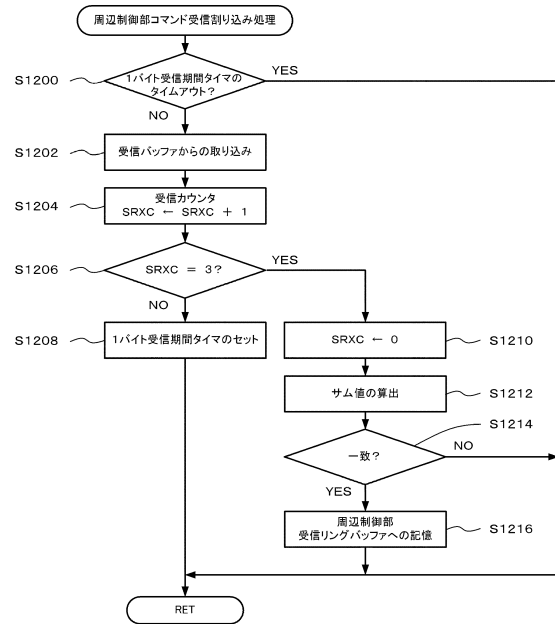 周辺制御部コマンド受信割り込み処理
S1200
1バイト受信期間タイマの
タイムアウト?
YES
NO
S1202
受信バッファからの取り込み
S1204
受信カウンタ
SRXC ← SRXC + 1
S1206
SRXC = 3?
YES
NO
S1208
1バイト受信期間タイマのセット
SRXC ← 0
S1210
サム値の算出
S1212
S1214
一致?
NO
YES
周辺制御部
受信リングバッファへの記憶
S1216
RET